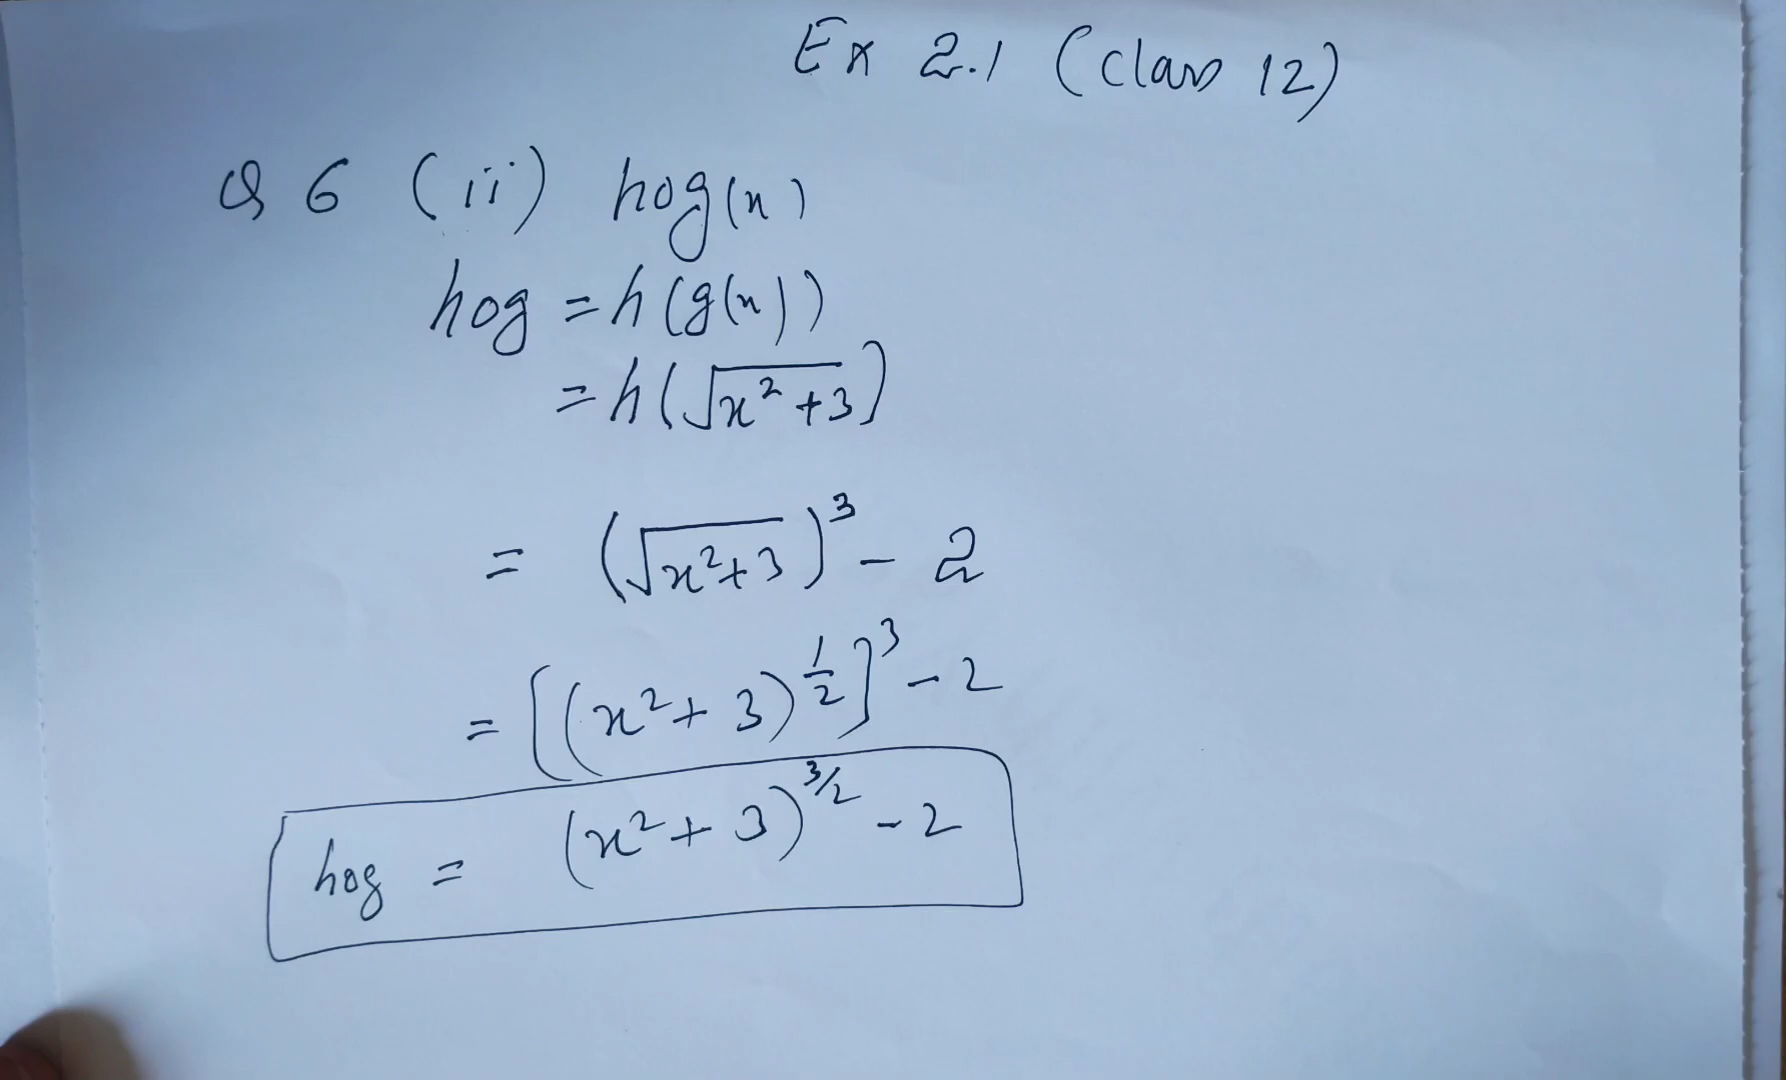 Ex 2.1 (Class 12)
Q 6 (ii) hog(x)
hog = h(g(x))
= h(√x²+3)
= (√x²+3)³ - 2
= [(x²+3)^½]³ - 2
hog = (x²+3)^3/2 - 2